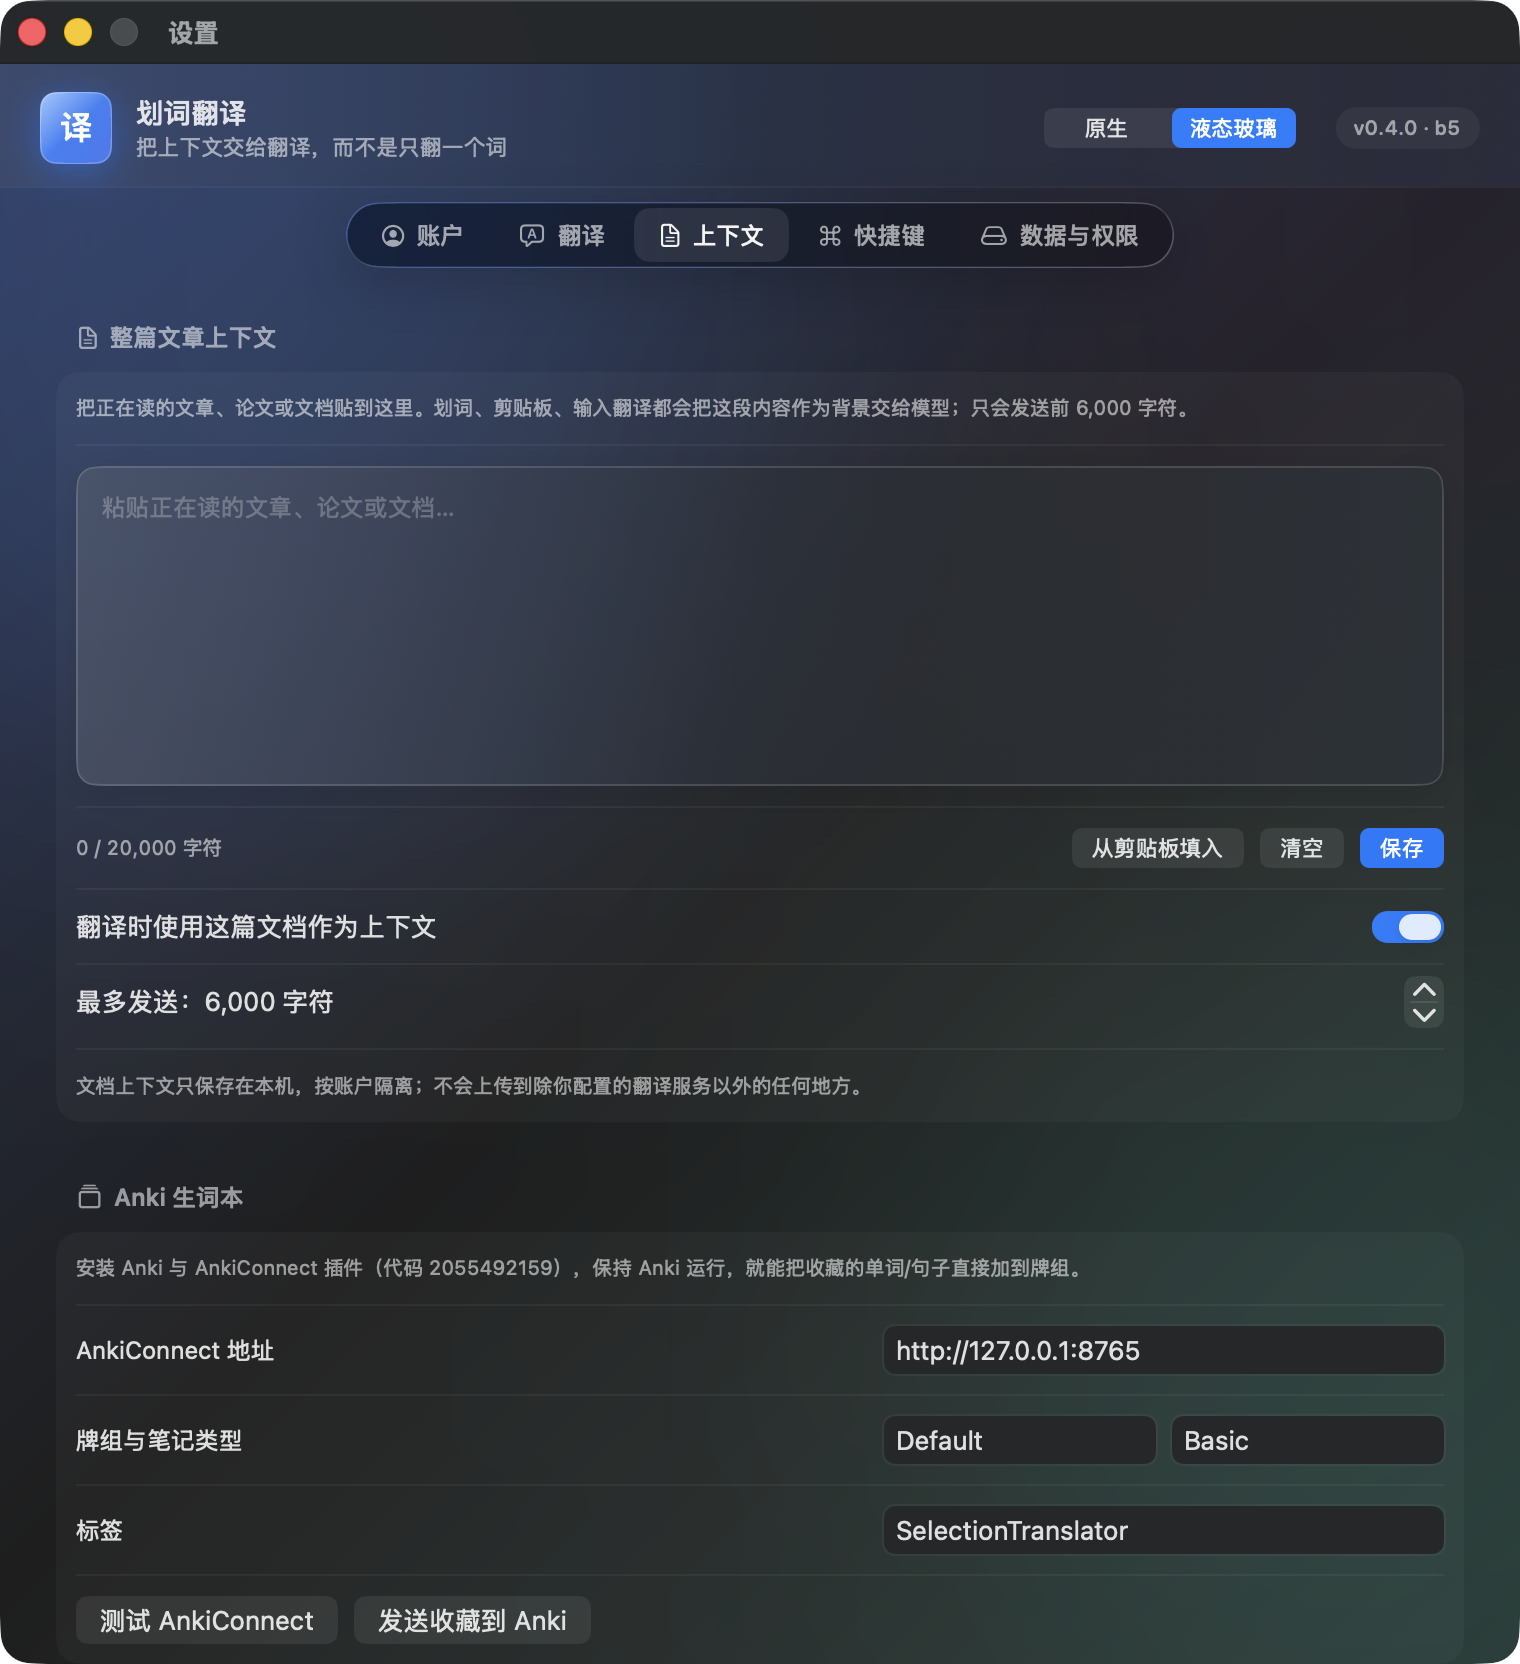 设置
译
划词翻译
把上下文交给翻译，而不是只翻一个词
原生
液态玻璃
v0.4.0 · b5
账户
翻译
上下文
快捷键
数据与权限
整篇文章上下文
把正在读的文章、论文或文档贴到这里。划词、剪贴板、输入翻译都会把这段内容作为背景交给模型；只会发送前 6,000 字符。
粘贴正在读的文章、论文或文档...
0 / 20,000 字符
从剪贴板填入
清空
保存
翻译时使用这篇文档作为上下文
最多发送：6,000 字符
文档上下文只保存在本机，按账户隔离；不会上传到除你配置的翻译服务以外的任何地方。
Anki 生词本
安装 Anki 与 AnkiConnect 插件（代码 2055492159），保持 Anki 运行，就能把收藏的单词/句子直接加到牌组。
AnkiConnect 地址
http://127.0.0.1:8765
牌组与笔记类型
Default
Basic
标签
SelectionTranslator
测试 AnkiConnect
发送收藏到 Anki